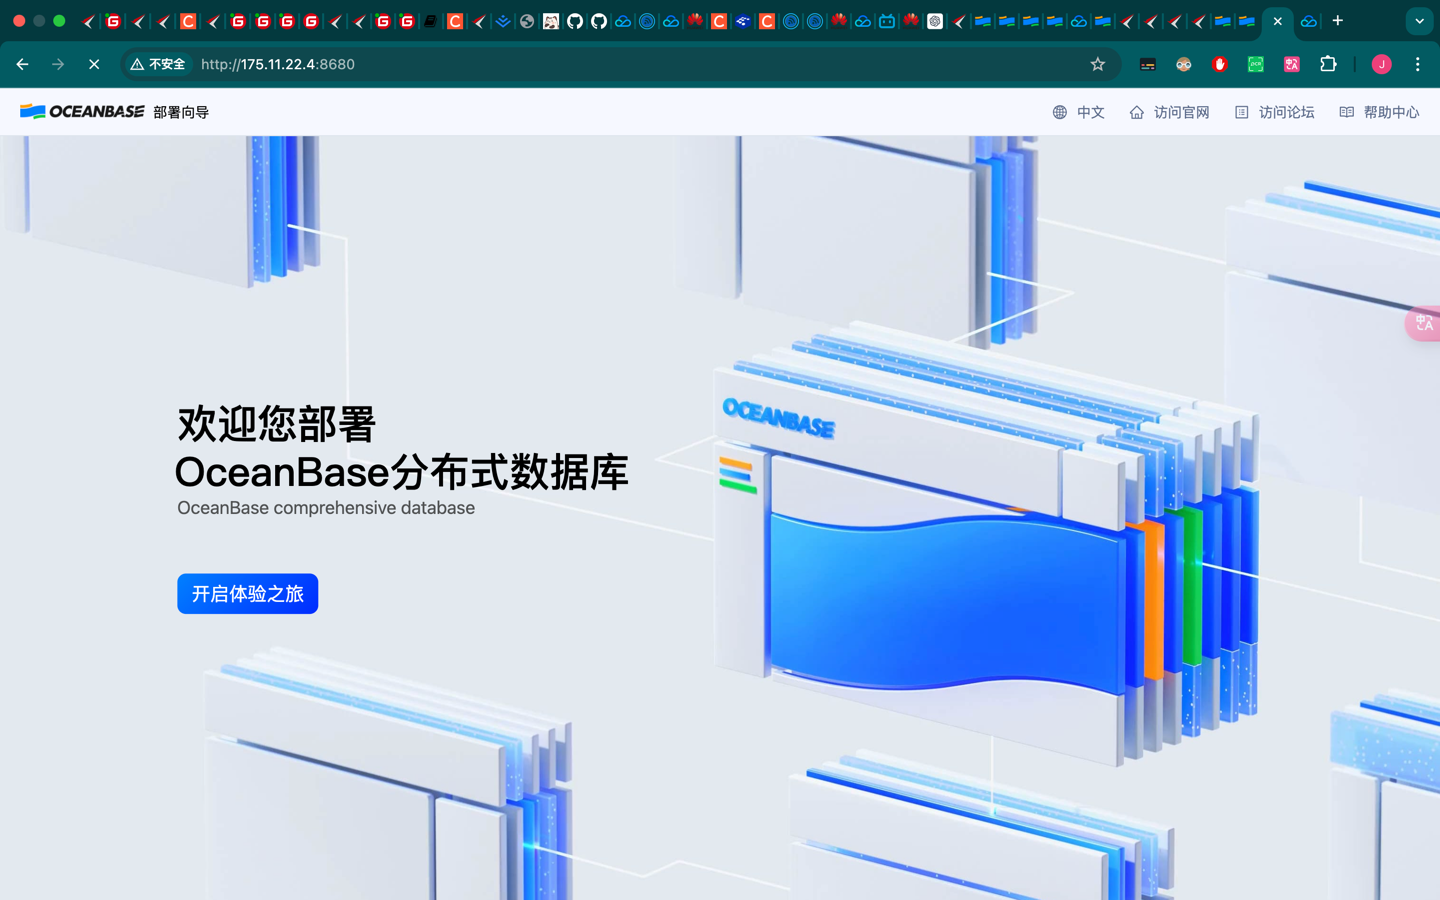 不安全
http://175.11.22.4:8680
J
OCEANBASE 部署向导
中文
访问官网
访问论坛
帮助中心
OCEANBASE
欢迎您部署
OceanBase分布式数据库
OceanBase comprehensive database
开启体验之旅